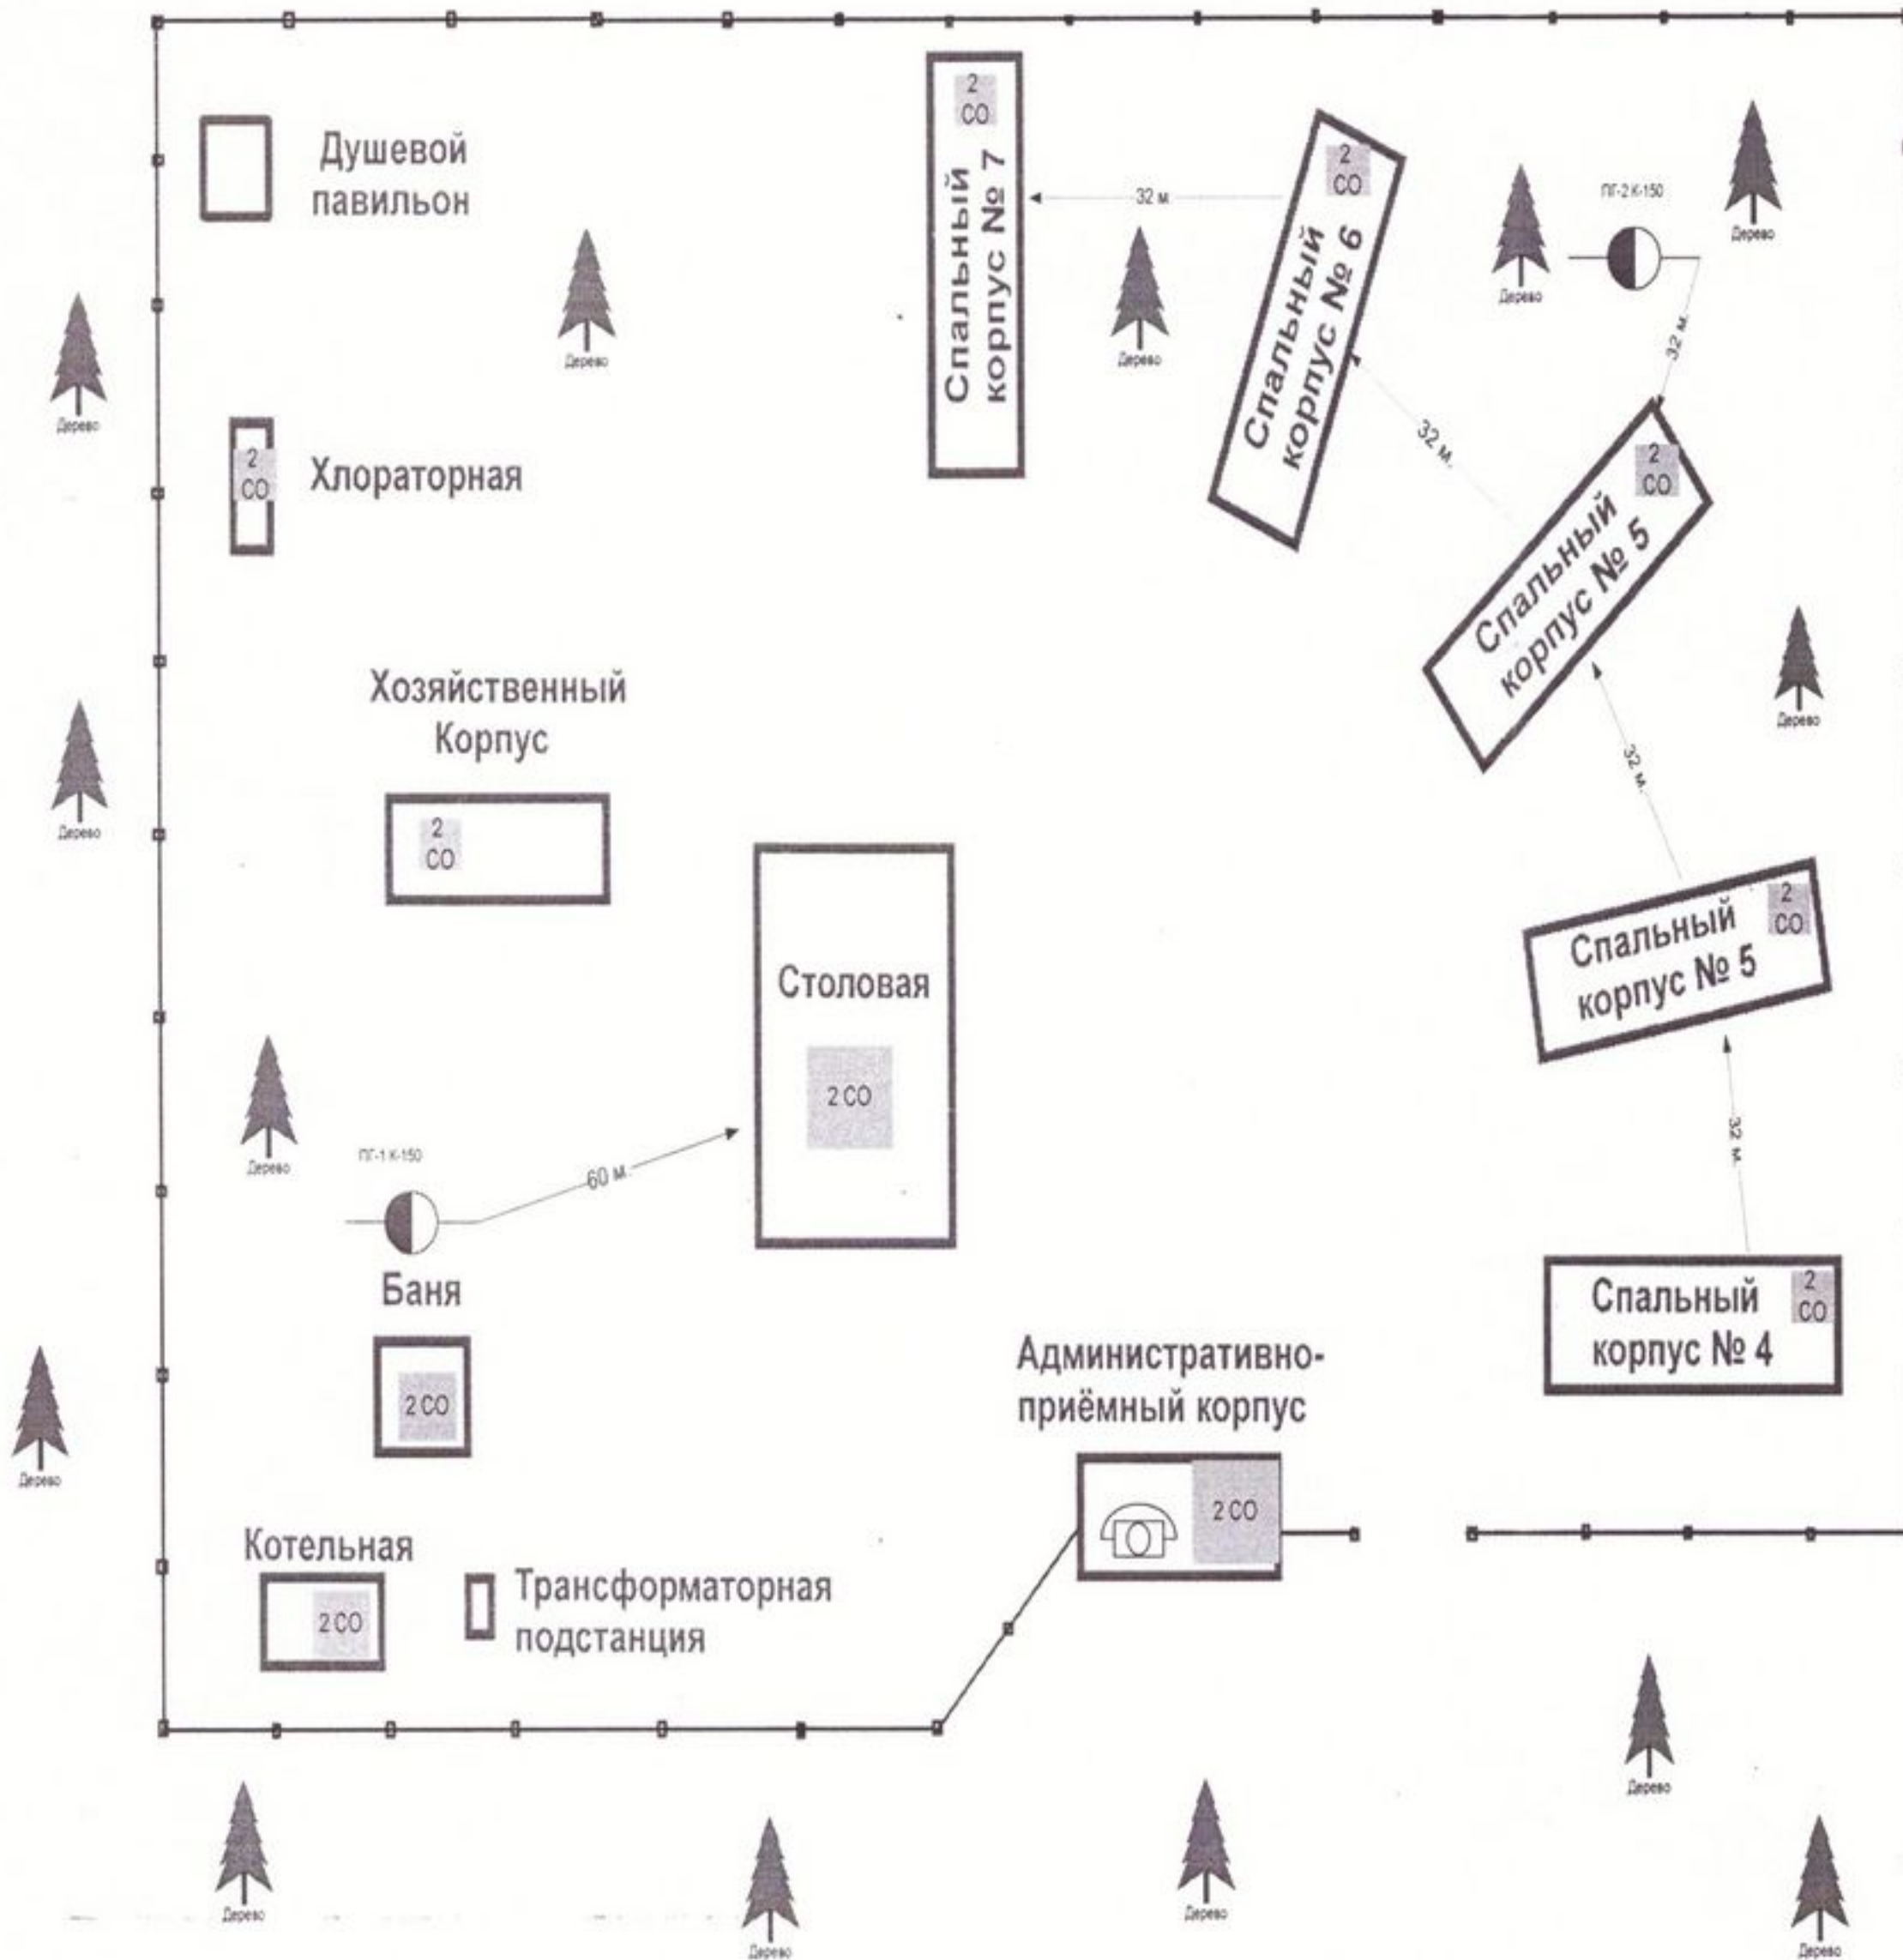 2
СО
Спальный
корпус № 7
32 м
2
СО
Спальный
корпус № 6
ПГ-2 К-150
Дерево
Дерево
Душевой
павильон
Дерево
Дерево
Дерево
32 м.
32 м.
2
СО
Спальный
корпус № 5
2
СО
Хлораторная
Дерево
Хозяйственный
Корпус
2
СО
Дерево
32 м.
2
СО
Спальный
корпус № 5
Столовая
2 СО
Дерево
ПГ-1 К-150
60 м.
32 м.
Баня
2 СО
2
СО
Спальный
корпус № 4
Административно-
приёмный корпус
2 СО
Дерево
Котельная
2 СО
Трансформаторная
подстанция
Дерево
Дерево
Дерево
Дерево
Дерево